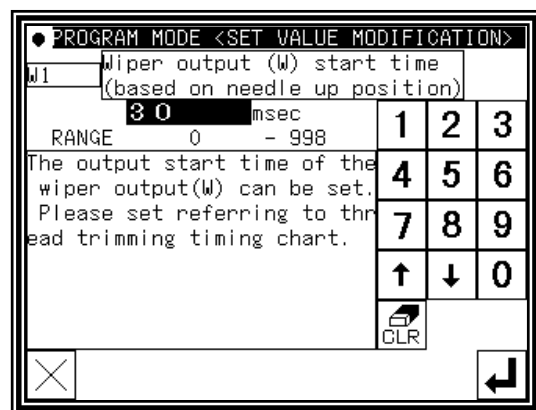 ● PROGRAM MODE <SET VALUE MODIFICATION>
W1
Wiper output (W) start time
(based on needle up position)
30 msec
RANGE 0 - 998
The output start time of the
wiper output(W) can be set.
Please set referring to thr
ead trimming timing chart.
1 2 3
4 5 6
7 8 9
↑ ↓ 0
CLR